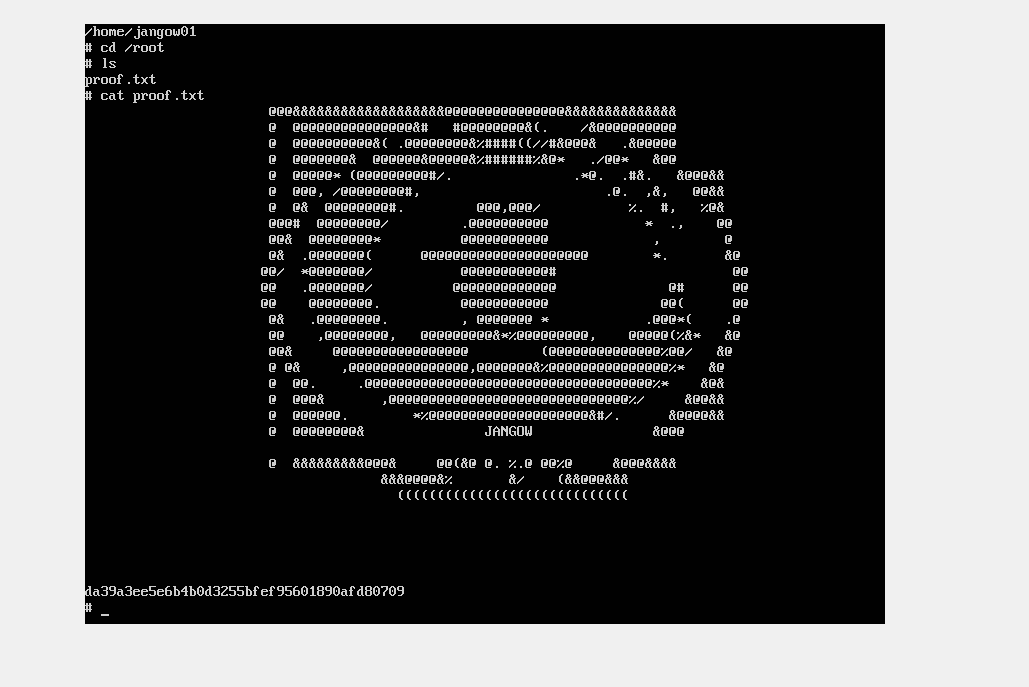 /home/jangow01
# cd /root
# ls
proof.txt
# cat proof.txt
JANGOW
da39a3ee5e6b4b0d3255bfef95601890afd80709
# _